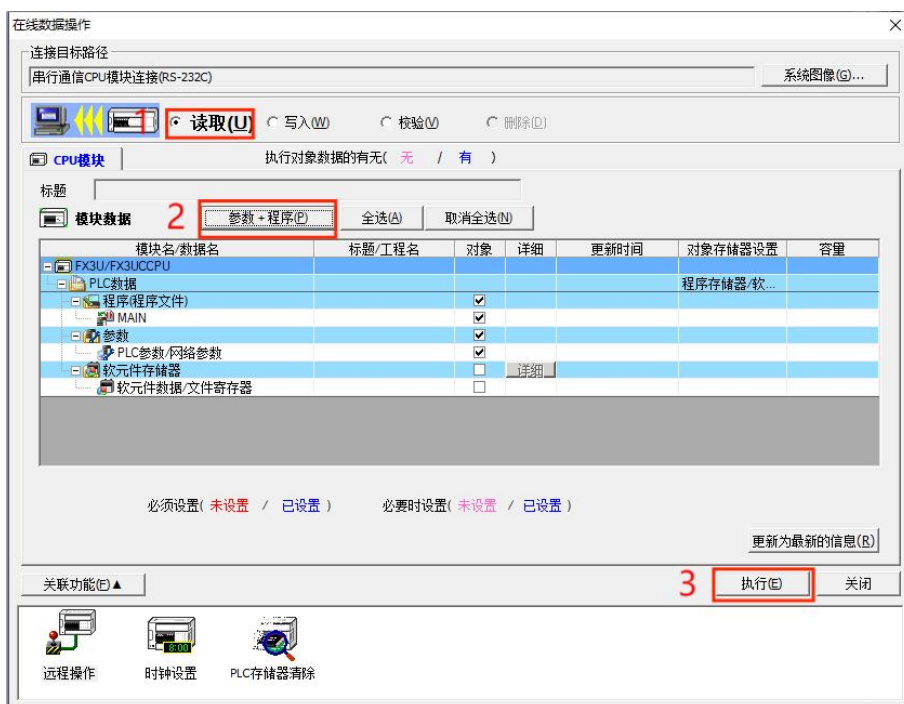 在线数据操作
连接目标路径
串行通信CPU模块连接(RS-232C)
系统图像(G)...
1 读取(U) 写入(W) 校验(V) 删除(D)
CPU模块 执行对象数据的有无( 无 / 有 )
标题
模块数据 2 参数+程序(P) 全选(A) 取消全选(N)
模块名/数据名 标题/工程名 对象 详细 更新时间 对象存储器设置 容量
FX3U/FX3UCCPU
PLC数据 程序存储器/软...
程序(程序文件)
MAIN
参数
PLC参数/网络参数
软元件存储器 详细
软元件数据/文件寄存器
必须设置( 未设置 / 已设置 ) 必要时设置( 未设置 / 已设置 )
更新为最新的信息(R)
关联功能(F)▲ 3 执行(E) 关闭
8:00
远程操作 时钟设置 PLC存储器清除